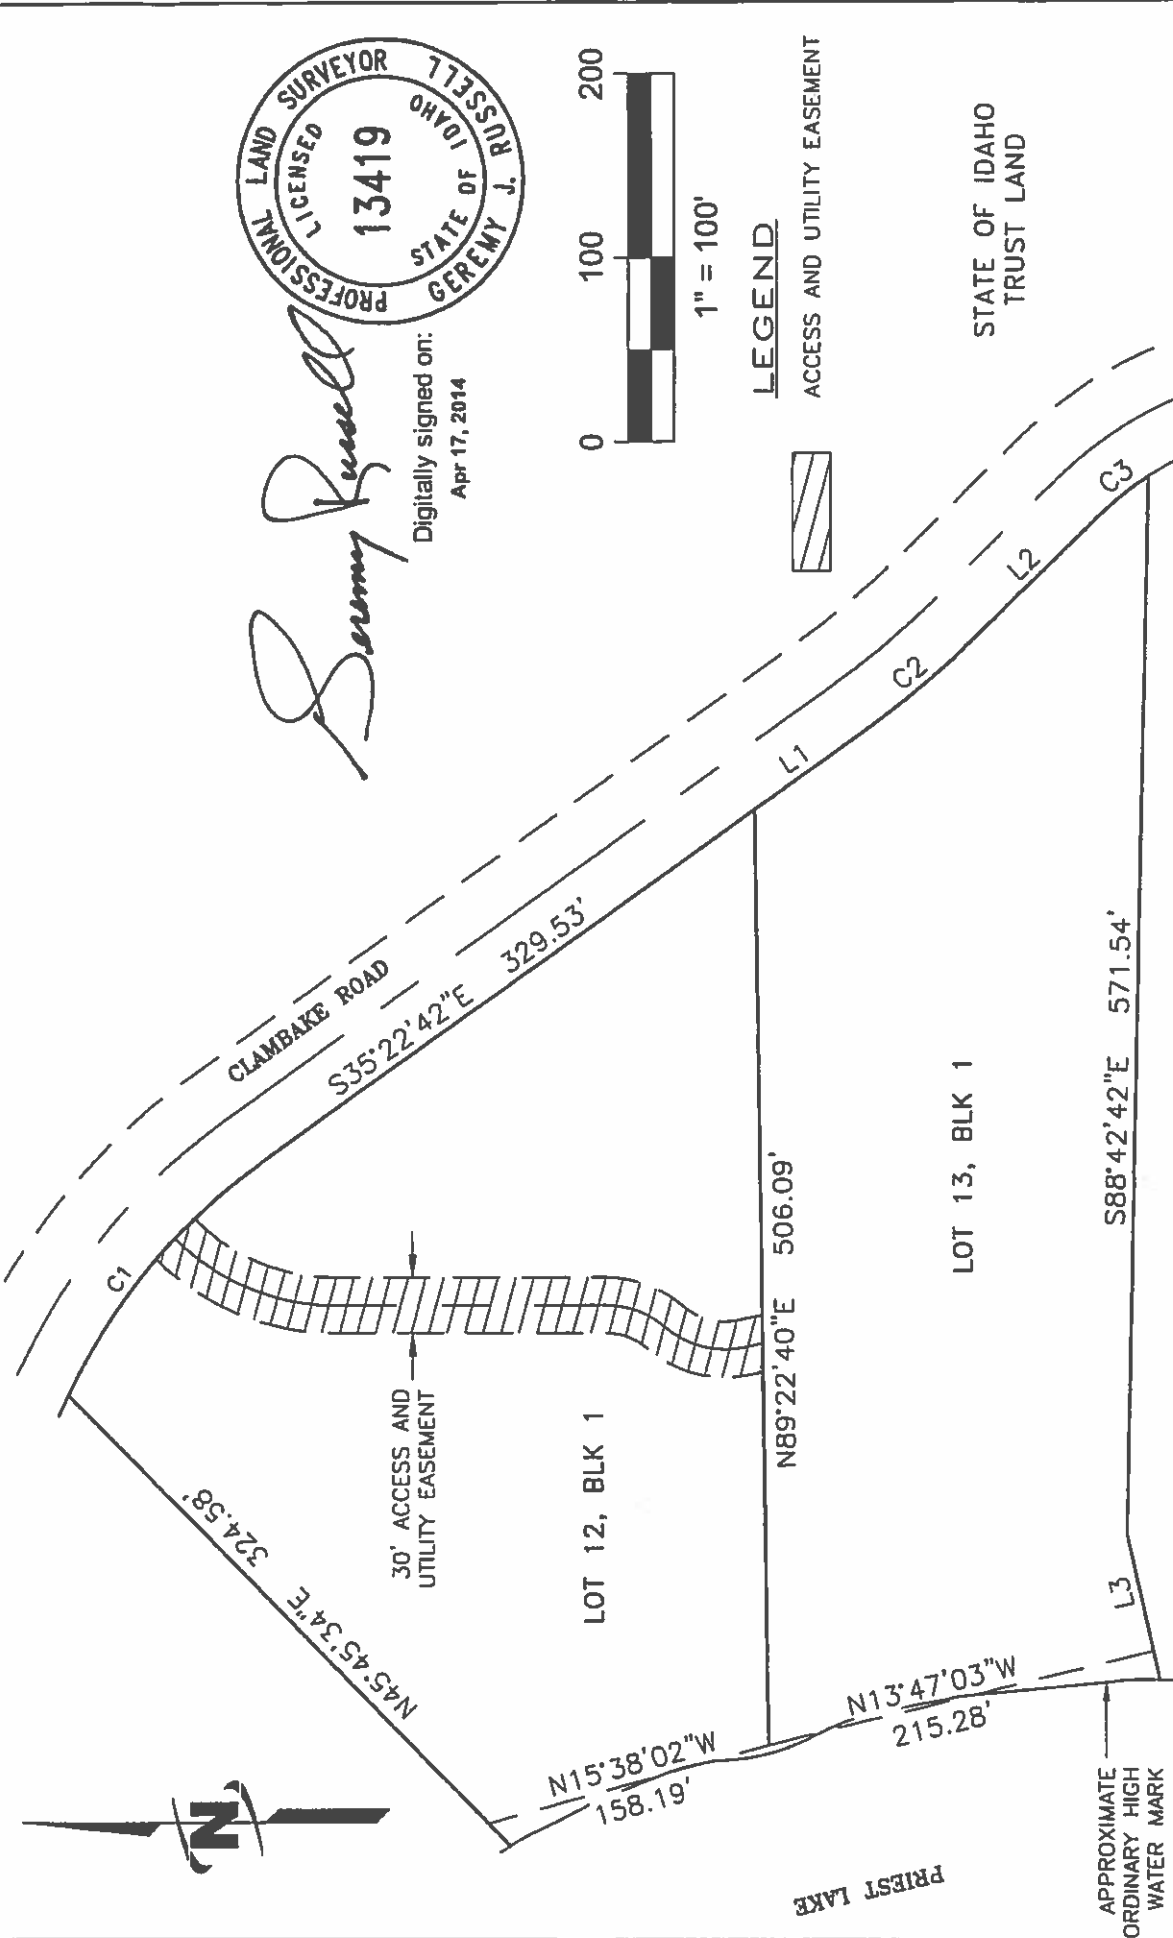 PROFESSIONAL LAND SURVEYOR
LICENSED
13419
STATE OF IDAHO
GEREMY J. RUSSELL
Geremy Russell
Digitally signed on:
Apr 17, 2014
0 100 200
1" = 100'
LEGEND
ACCESS AND UTILITY EASEMENT
STATE OF IDAHO
TRUST LAND
CLAMBAKE ROAD
C1
S35°22'42"E 329.53'
L1
C2
L2
C3
N45°45'34"E 324.58'
30' ACCESS AND
UTILITY EASEMENT
LOT 12, BLK 1
N89°22'40"E 506.09'
LOT 13, BLK 1
S88°42'42"E 571.54'
L3
N
N15°38'02"W
158.19'
N13°47'03"W
215.28'
PRIEST LAKE
APPROXIMATE
ORDINARY HIGH
WATER MARK